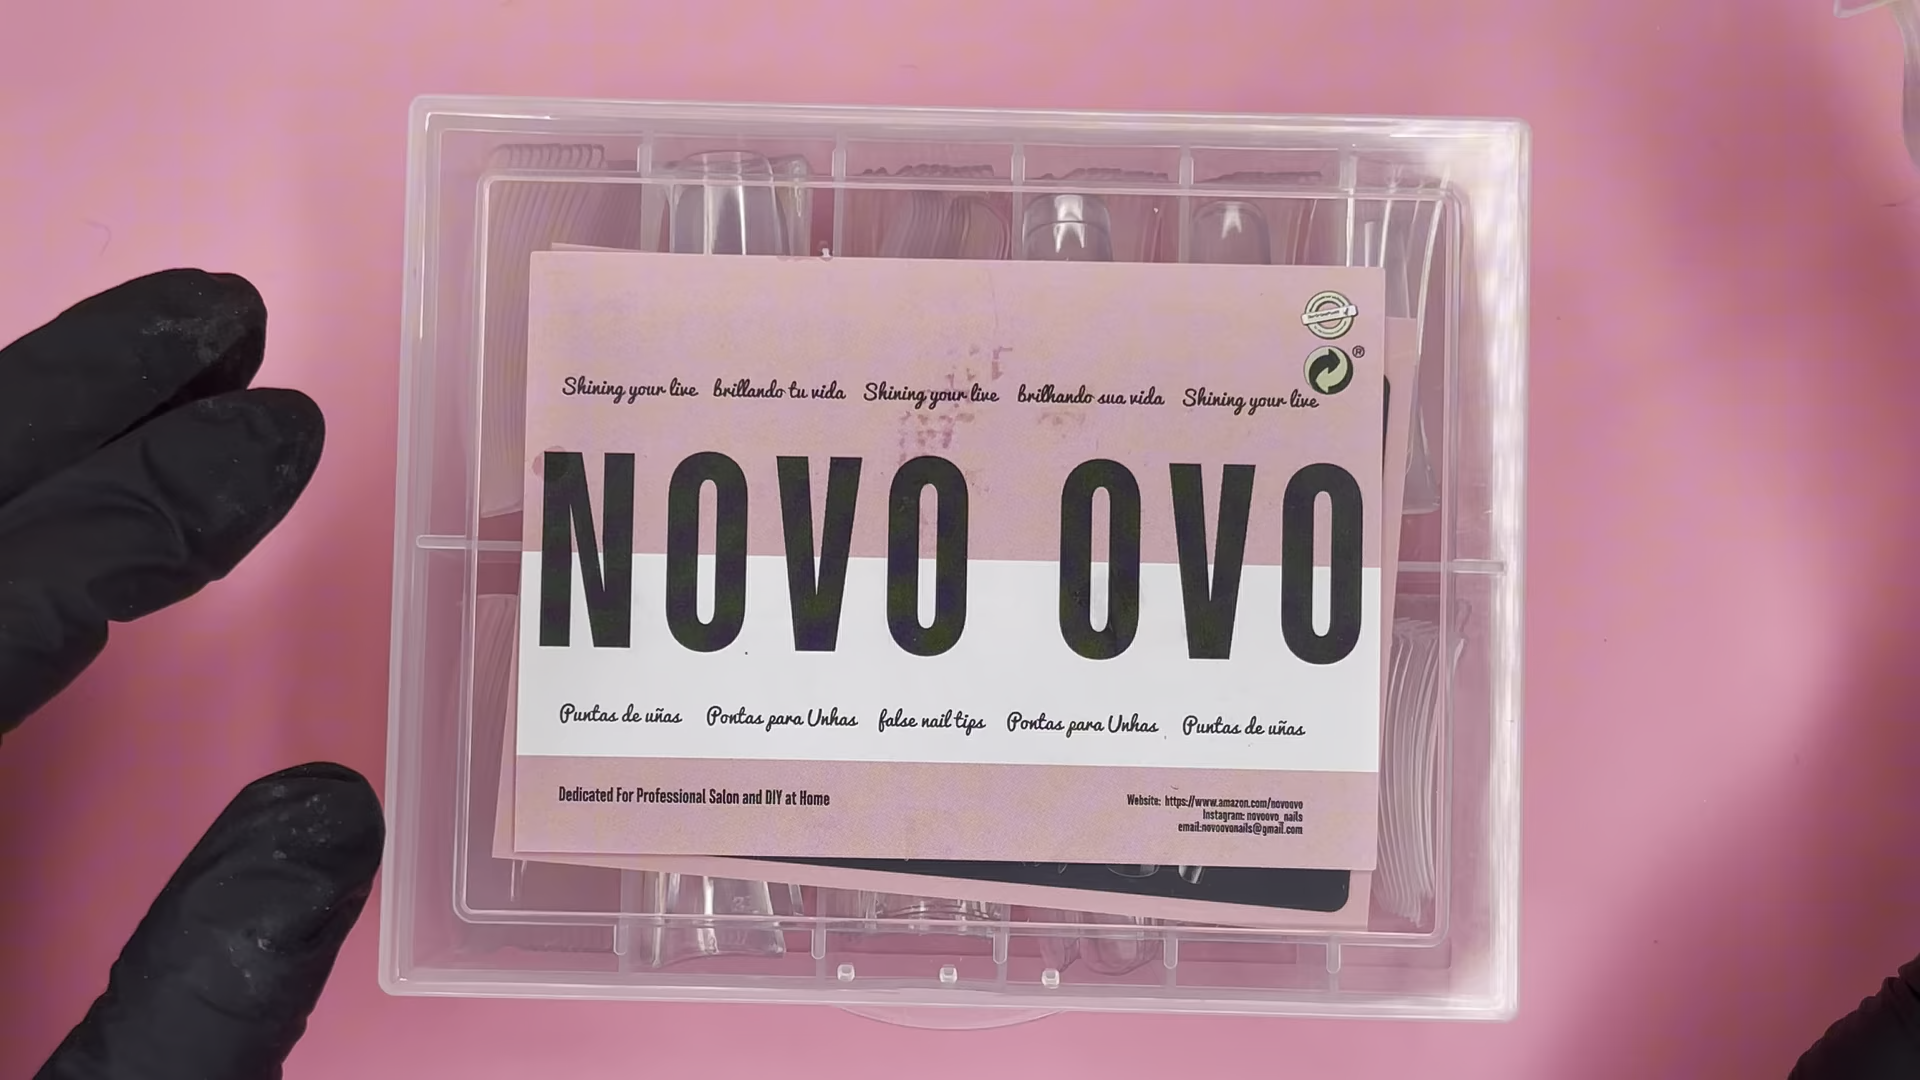 Shining your live brillando tu vida Shining your live brilhando sua vida Shining your live
®
NOVO OVO
Puntas de uñas Pontas para Unhas false nail tips Pontas para Unhas Puntas de uñas
Dedicated For Professional Salon and DIY at Home
Website: https://www.amazon.com/novoovo
Instagram: novoovo_nails
email:novoovonails@gmail.com